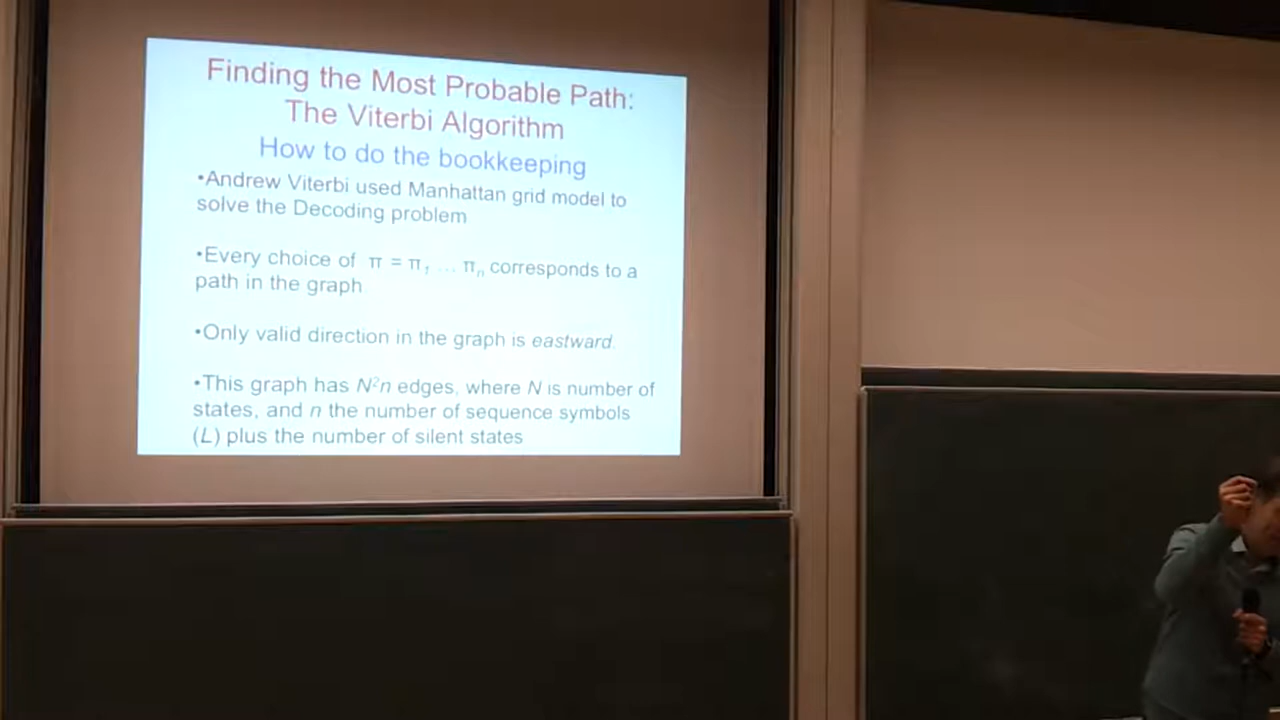 Finding the Most Probable Path:
The Viterbi Algorithm
How to do the bookkeeping
•Andrew Viterbi used Manhattan grid model to
solve the Decoding problem
•Every choice of π = π₁ … πₙ corresponds to a
path in the graph
•Only valid direction in the graph is eastward.
•This graph has N²n edges, where N is number of
states, and n the number of sequence symbols
(L) plus the number of silent states